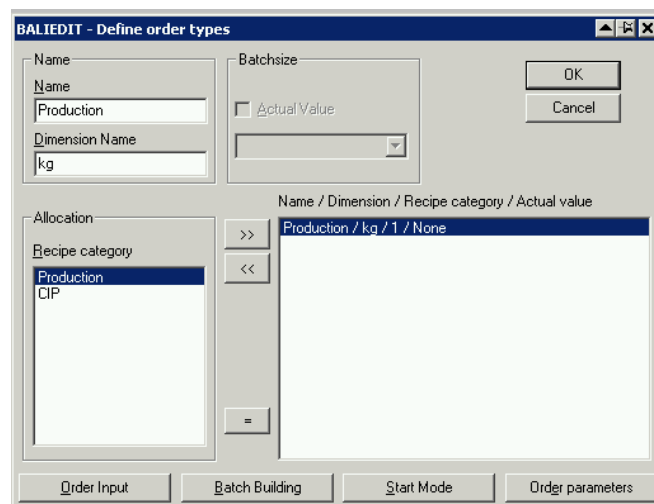 BALIEDIT - Define order types
Name
Name
Production
Dimension Name
kg
Batchsize
Actual Value
OK
Cancel
Allocation
Recipe category
Production
CIP
>>
<<
=
Name / Dimension / Recipe category / Actual value
Production / kg / 1 / None
Order Input
Batch Building
Start Mode
Order parameters